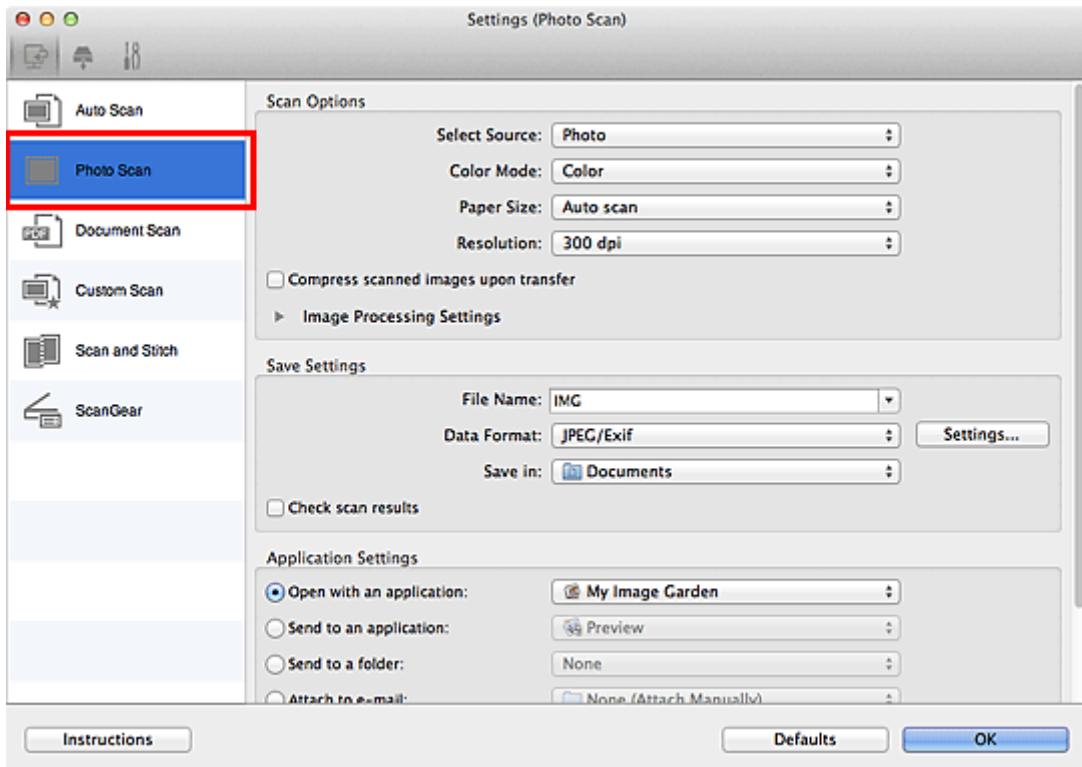 Settings (Photo Scan)
Auto Scan
Photo Scan
PDF
Document Scan
Custom Scan
Scan and Stitch
ScanGear
Scan Options
Select Source: Photo
Color Mode: Color
Paper Size: Auto scan
Resolution: 300 dpi
Compress scanned images upon transfer
Image Processing Settings
Save Settings
File Name: IMG
Data Format: JPEG/Exif Settings...
Save in: Documents
Check scan results
Application Settings
Open with an application: My Image Garden
Send to an application: Preview
Send to a folder: None
Attach to e-mail: None (Attach Manually)
Instructions Defaults OK